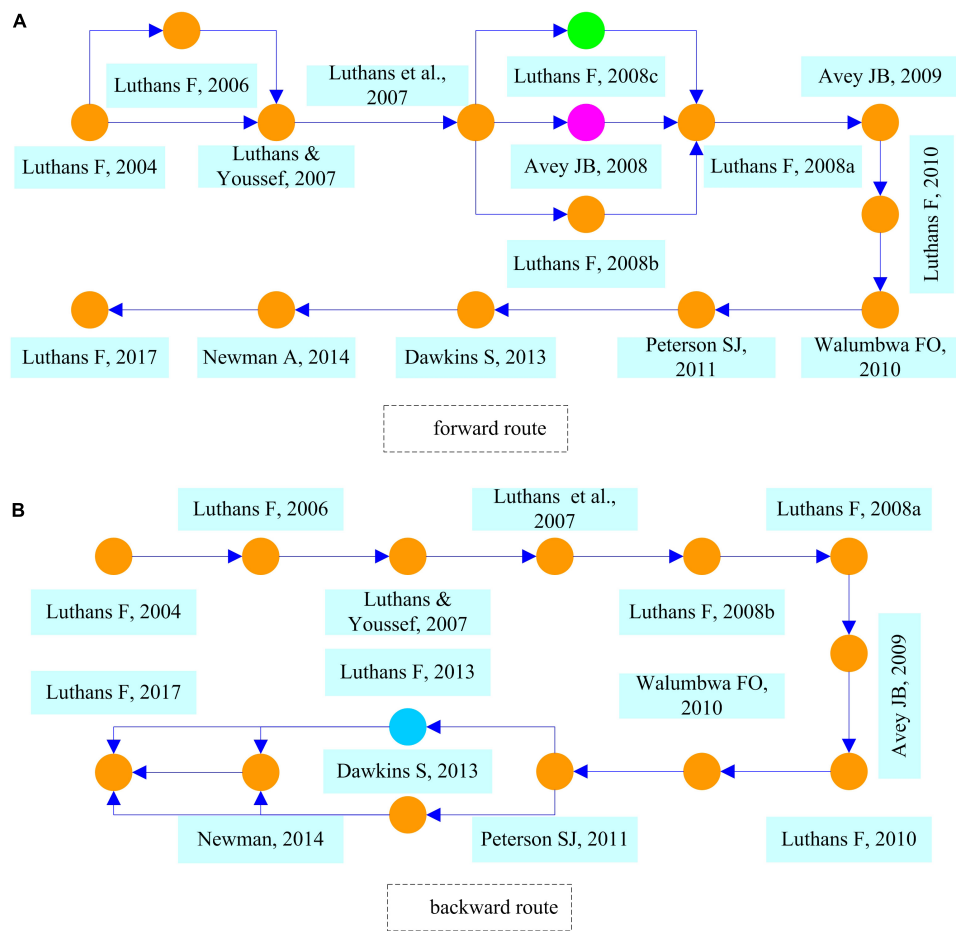 A
Luthans F, 2006
Luthans et al.,
2007
Luthans F, 2008c
Avey JB, 2009
Luthans F, 2004
Luthans &
Youssef, 2007
Avey JB, 2008
Luthans F, 2008a
Luthans F, 2010
Luthans F, 2008b
Luthans F, 2017
Newman A, 2014
Dawkins S, 2013
Peterson SJ,
2011
Walumbwa FO,
2010
forward route
B
Luthans F, 2006
Luthans et al.,
2007
Luthans F, 2008a
Luthans F, 2004
Luthans &
Youssef, 2007
Luthans F, 2008b
Luthans F, 2017
Luthans F, 2013
Walumbwa FO,
2010
Avey JB, 2009
Dawkins S, 2013
Newman, 2014
Peterson SJ, 2011
Luthans F, 2010
backward route